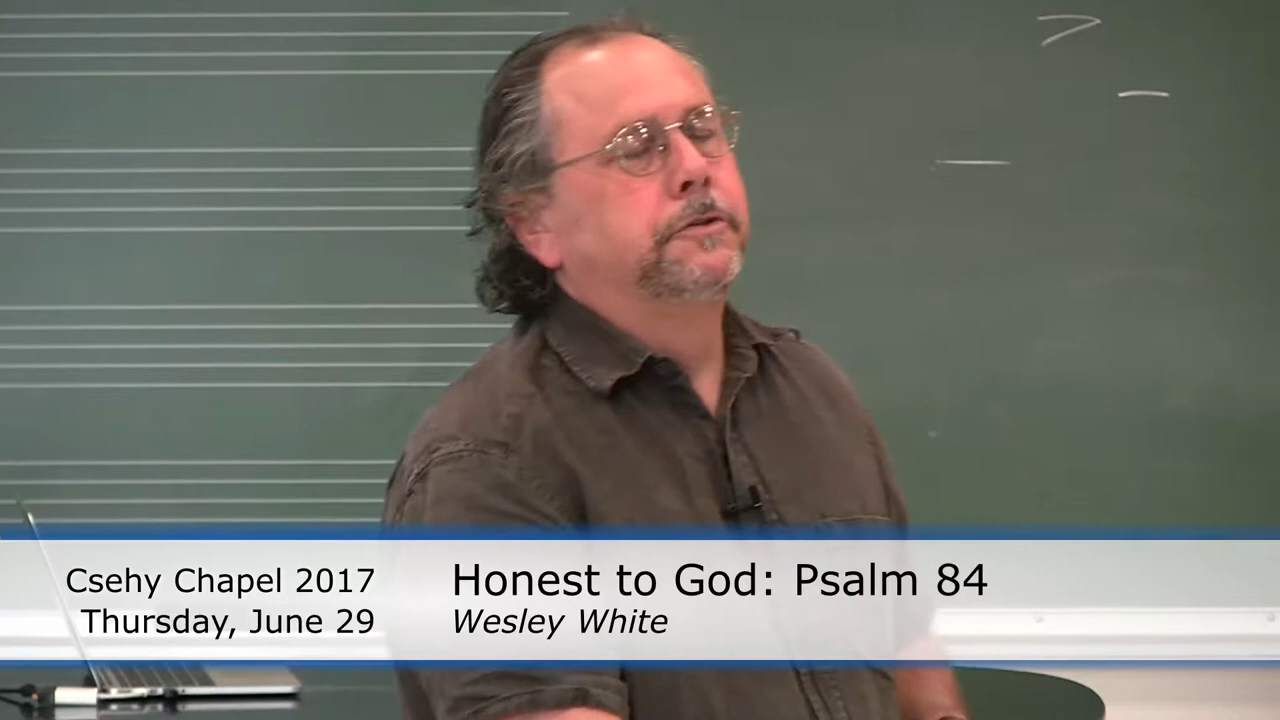 Csehy Chapel 2017
Thursday, June 29
Honest to God: Psalm 84
Wesley White